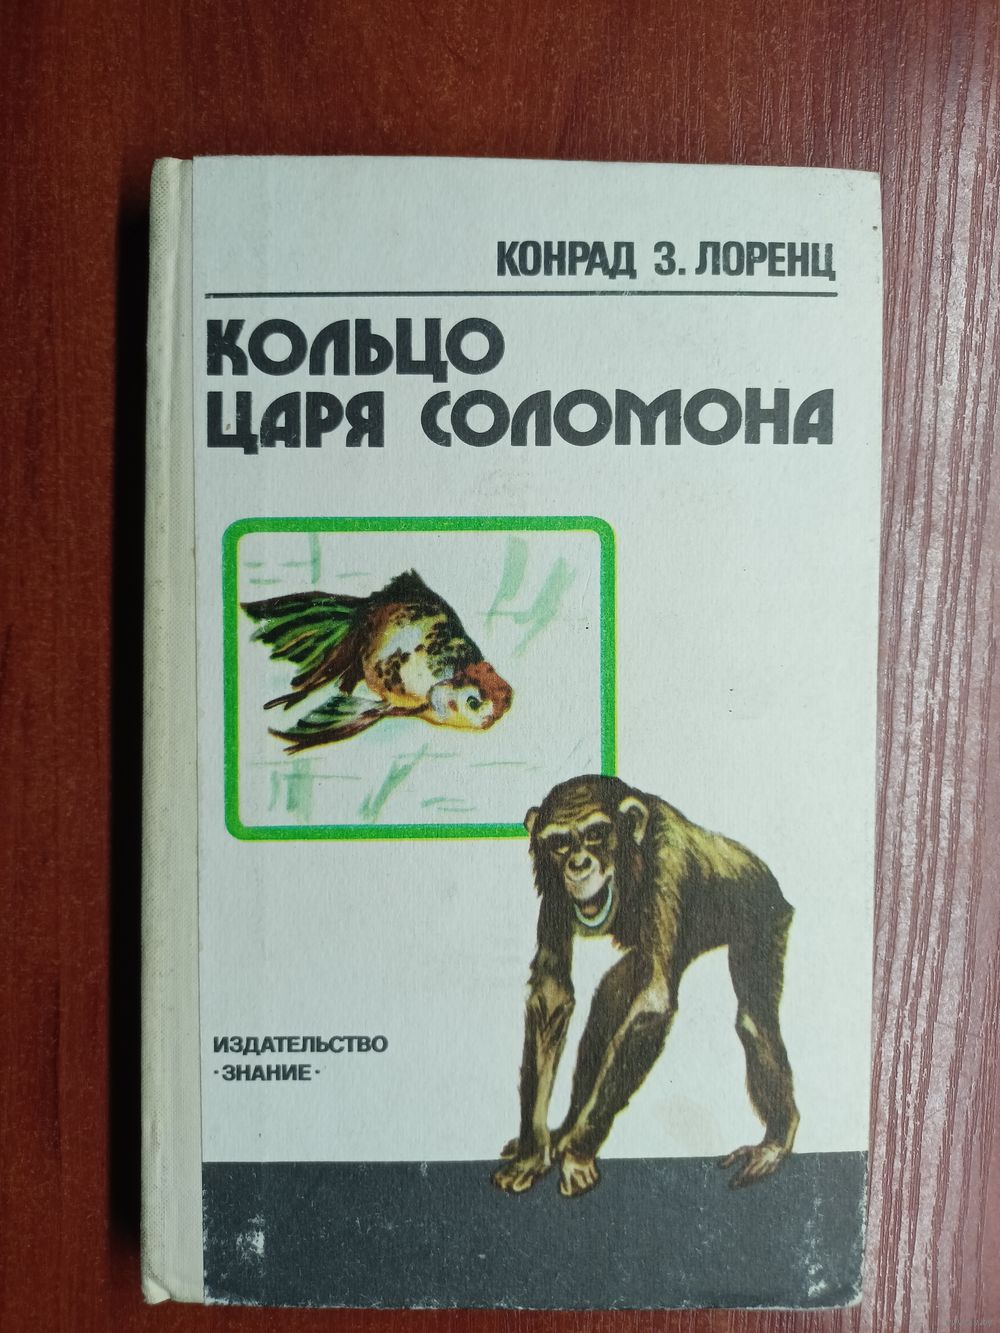 КОНРАД З. ЛОРЕНЦ
КОЛЬЦО
ЦАРЯ СОЛОМОНА
ИЗДАТЕЛЬСТВО
·ЗНАНИЕ·